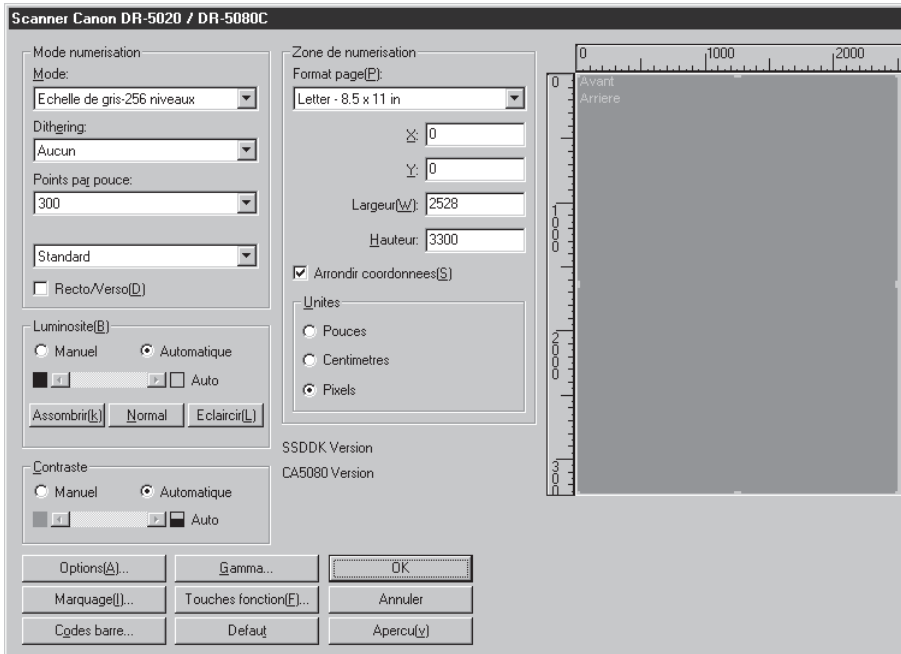 Scanner Canon DR-5020 / DR-5080C
Mode numerisation
Mode:
Echelle de gris-256 niveaux
Dithering:
Aucun
Points par pouce:
300
Standard
Recto/Verso(D)
Luminosite(B)
Manuel Automatique
Auto
Assombrir(k) Normal Eclaircir(L)
Contraste
Manuel Automatique
Auto
Zone de numerisation
Format page(P):
Letter - 8.5 x 11 in
X: 0
Y: 0
Largeur(W): 2528
Hauteur: 3300
Arrondir coordonnees(S)
Unites
Pouces
Centimetres
Pixels
SSDDK Version
CA5080 Version
0 1000 2000
0
1000
2000
300
Avant
Arriere
Options(A)... Gamma... OK
Marquage(I)... Touches fonction(F)... Annuler
Codes barre... Defaut Apercu(v)